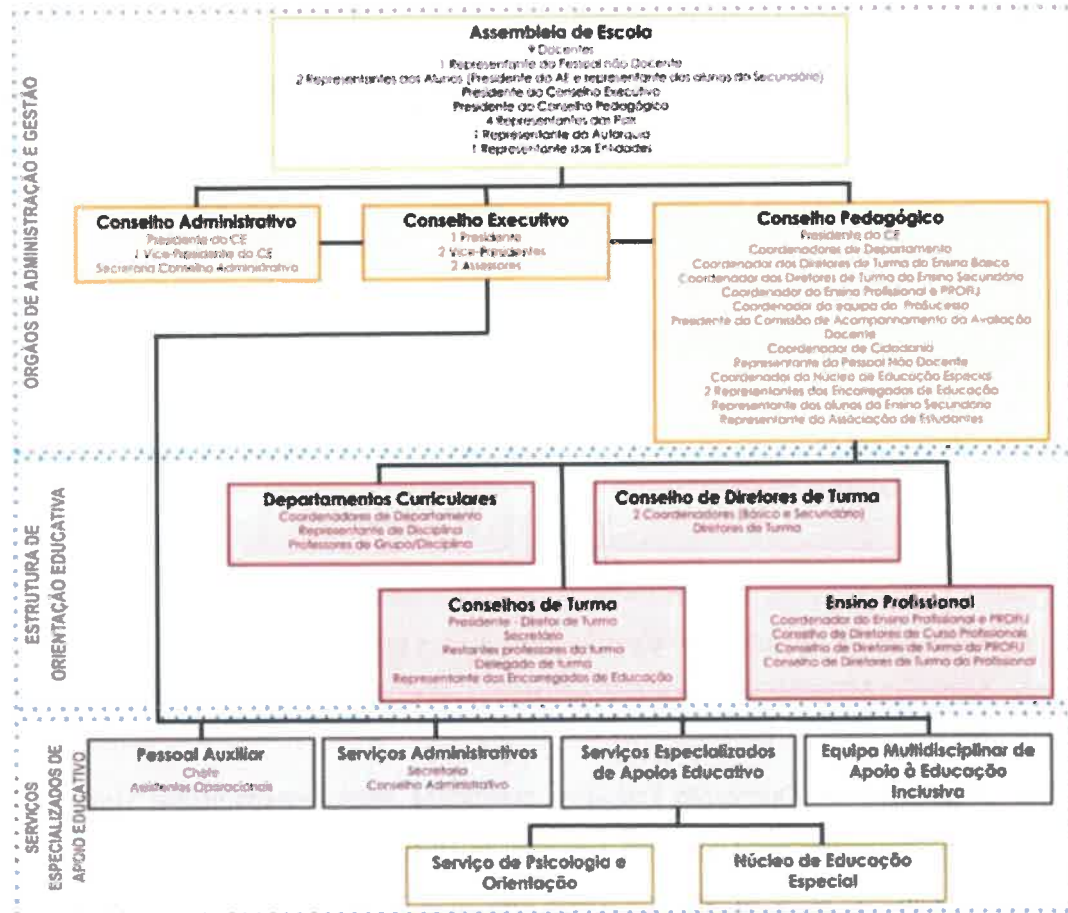 ORGÃOS DE ADMINISTRAÇÃO E GESTÃO
Assembleia de Escola
9 Docentes
1 Representante do Pessoal não Docente
2 Representantes dos Alunos (Presidente da AE e representante dos alunos do Secundário)
Presidente do Conselho Executivo
Presidente do Conselho Pedagógico
4 Representantes dos Pais
1 Representante da Autarquia
1 Representante das Entidades
Conselho Administrativo
Presidente do CE
1 Vice-Presidente do CE
Secretaria Conselho Administrativo
Conselho Executivo
1 Presidente
2 Vice-Presidentes
2 Assessores
Conselho Pedagógico
Presidente do CE
Coordenadores de Departamento
Coordenador dos Diretores de Turma do Ensino Básico
Coordenador dos Diretores de Turma do Ensino Secundário
Coordenador do Ensino Profissional e PROFIJ
Coordenador da equipa do ProSucesso
Presidente da Comissão de Acompanhamento da Avaliação
Docente
Coordenador de Cidadania
Representante do Pessoal Não Docente
Coordenador do Núcleo de Educação Especial
2 Representantes dos Encarregados de Educação
Representante dos alunos do Ensino Secundário
Representante da Associação de Estudantes
ESTRUTURA DE
ORIENTAÇÃO EDUCATIVA
Departamentos Curriculares
Coordenadores de Departamento
Representante de Disciplina
Professores de Grupo/Disciplina
Conselho de Diretores de Turma
2 Coordenadores (Básico e Secundário)
Diretores de Turma
Conselhos de Turma
Presidente - Diretor de Turma
Secretário
Restantes professores da turma
Delegado de turma
Representante dos Encarregados de Educação
Ensino Profissional
Coordenador do Ensino Profissional e PROFIJ
Conselho de Diretores de Curso Profissionais
Conselho de Diretores de Turma do PROFIJ
Conselho de Diretores de Turma do Profissional
SERVIÇOS
ESPECIALIZADOS DE
APOIO EDUCATIVO
Pessoal Auxiliar
Chefe
Assistentes Operacionais
Serviços Administrativos
Secretaria
Conselho Administrativo
Serviços Especializados
de Apoios Educativo
Equipa Multidisciplinar de
Apoio à Educação
Inclusiva
Serviço de Psicologia e
Orientação
Núcleo de Educação
Especial